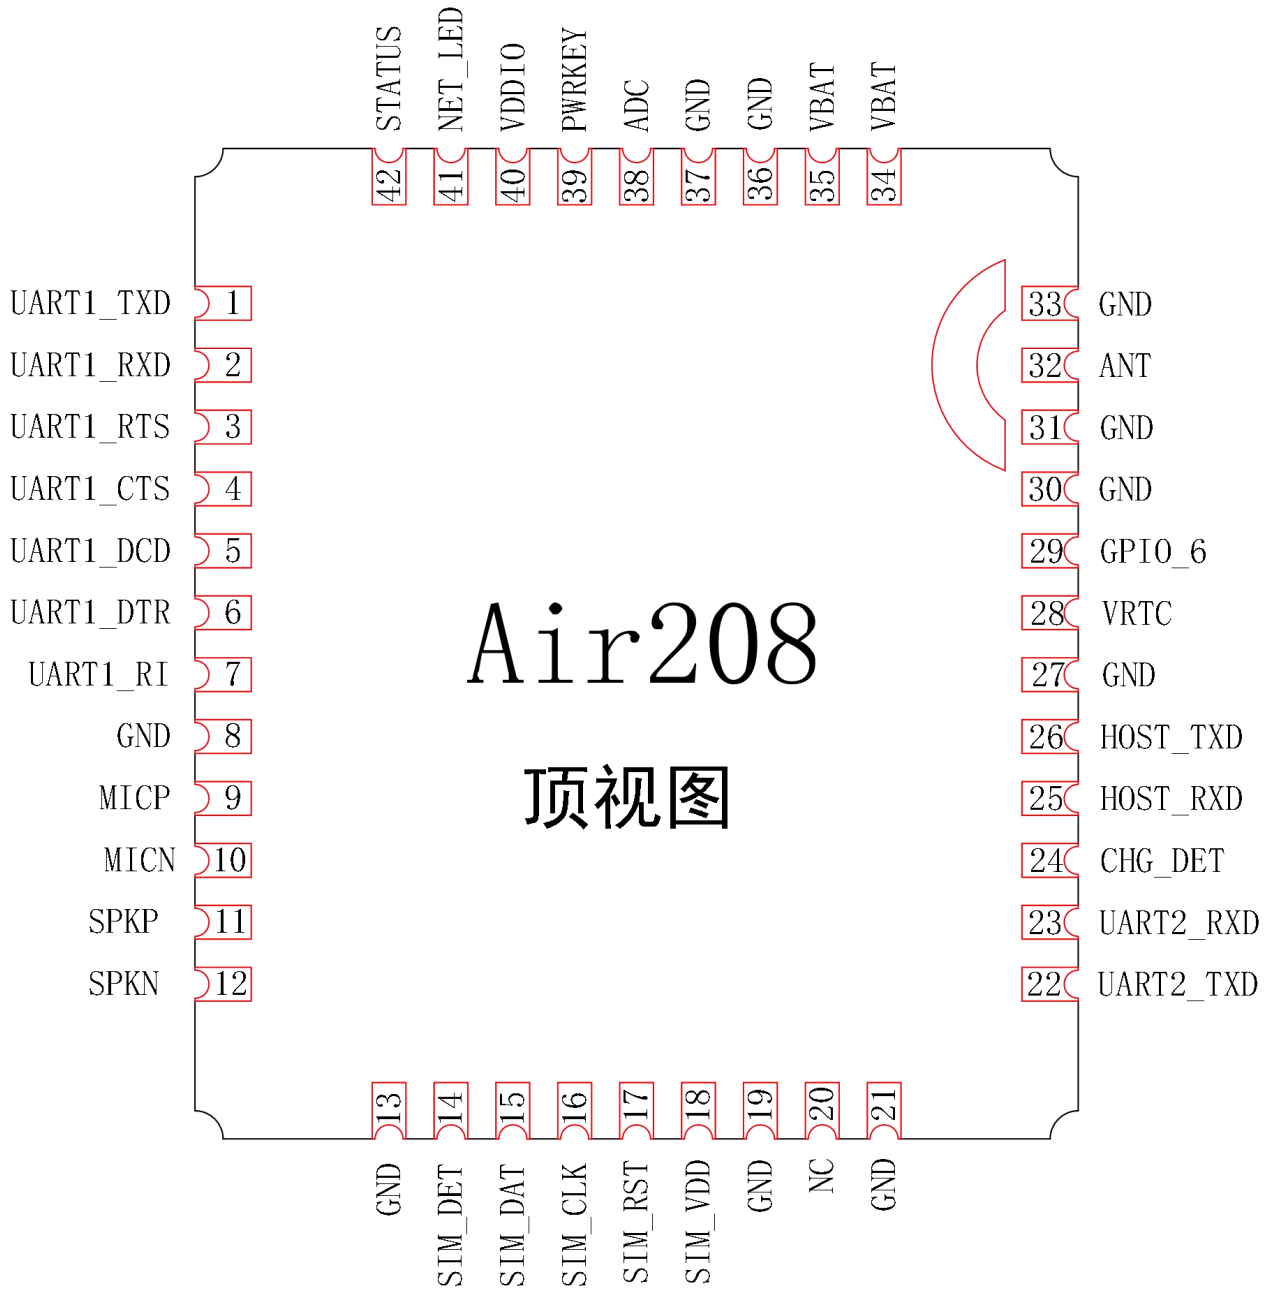 STATUS
NET_LED
VDDIO
PWRKEY
ADC
GND
GND
VBAT
VBAT
42
41
40
39
38
37
36
35
34
UART1_TXD 1
UART1_RXD 2
UART1_RTS 3
UART1_CTS 4
UART1_DCD 5
UART1_DTR 6
UART1_RI 7
GND 8
MICP 9
MICN 10
SPKP 11
SPKN 12
Air208
顶视图
33 GND
32 ANT
31 GND
30 GND
29 GPIO_6
28 VRTC
27 GND
26 HOST_TXD
25 HOST_RXD
24 CHG_DET
23 UART2_RXD
22 UART2_TXD
13
14
15
16
17
18
19
20
21
GND
SIM_DET
SIM_DAT
SIM_CLK
SIM_RST
SIM_VDD
GND
NC
GND